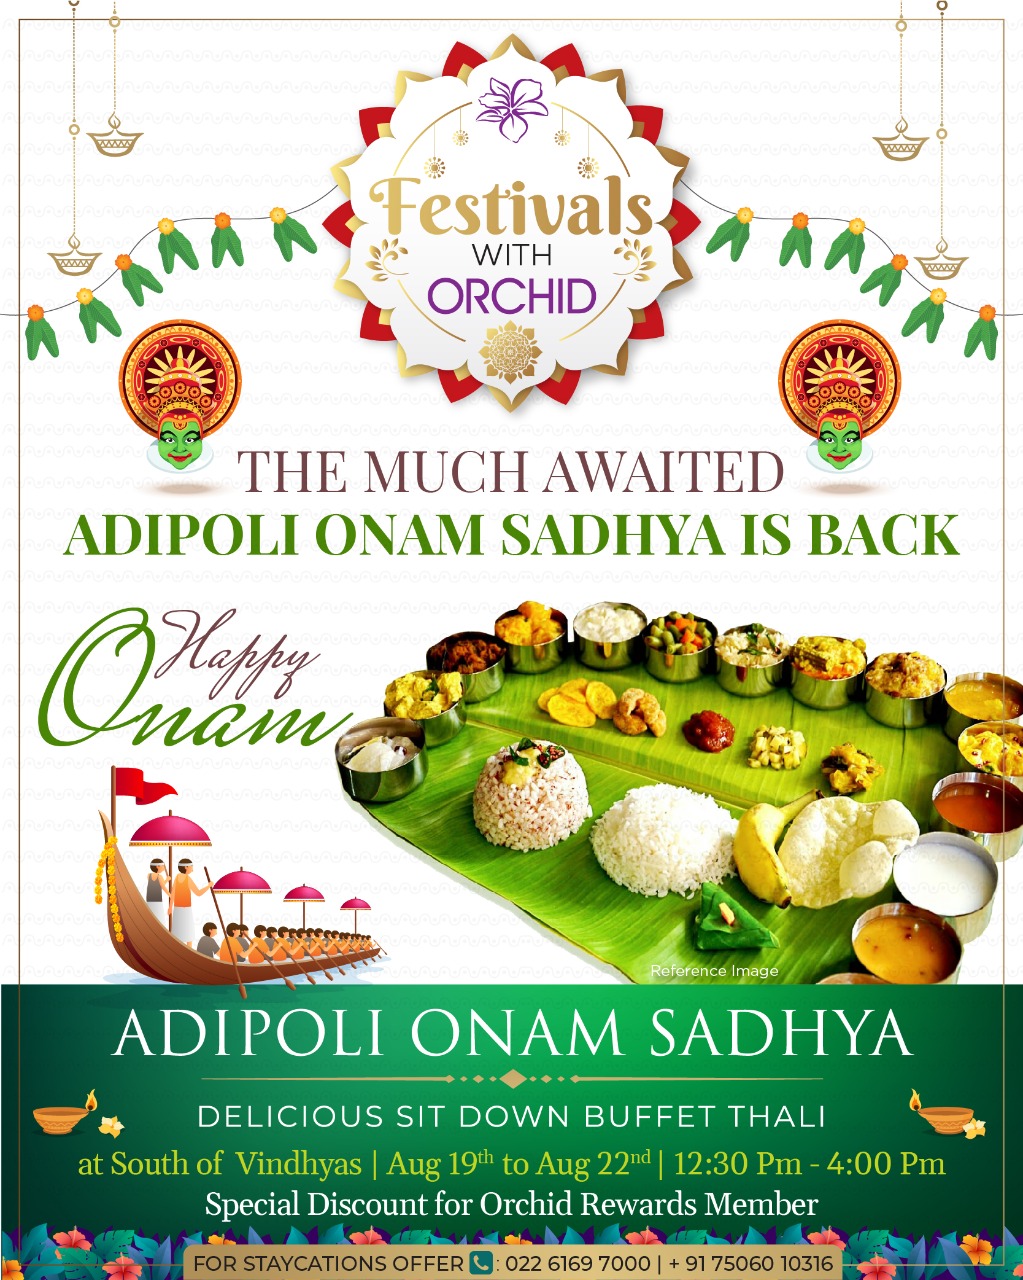 Festivals
WITH
ORCHID
THE MUCH AWAITED
ADIPOLI ONAM SADHYA IS BACK
Happy
Onam
Reference Image
ADIPOLI ONAM SADHYA
DELICIOUS SIT DOWN BUFFET THALI
at South of Vindhyas | Aug 19th to Aug 22nd | 12:30 Pm - 4:00 Pm
Special Discount for Orchid Rewards Member
FOR STAYCATIONS OFFER : 022 6169 7000 | + 91 75060 10316